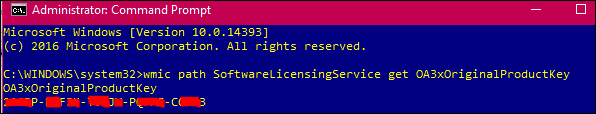 Administrator: Command Prompt
Microsoft Windows [Version 10.0.14393]
(c) 2016 Microsoft Corporation. All rights reserved.
C:\WINDOWS\system32>wmic path SoftwareLicensingService get OA3xOriginalProductKey
OA3xOriginalProductKey